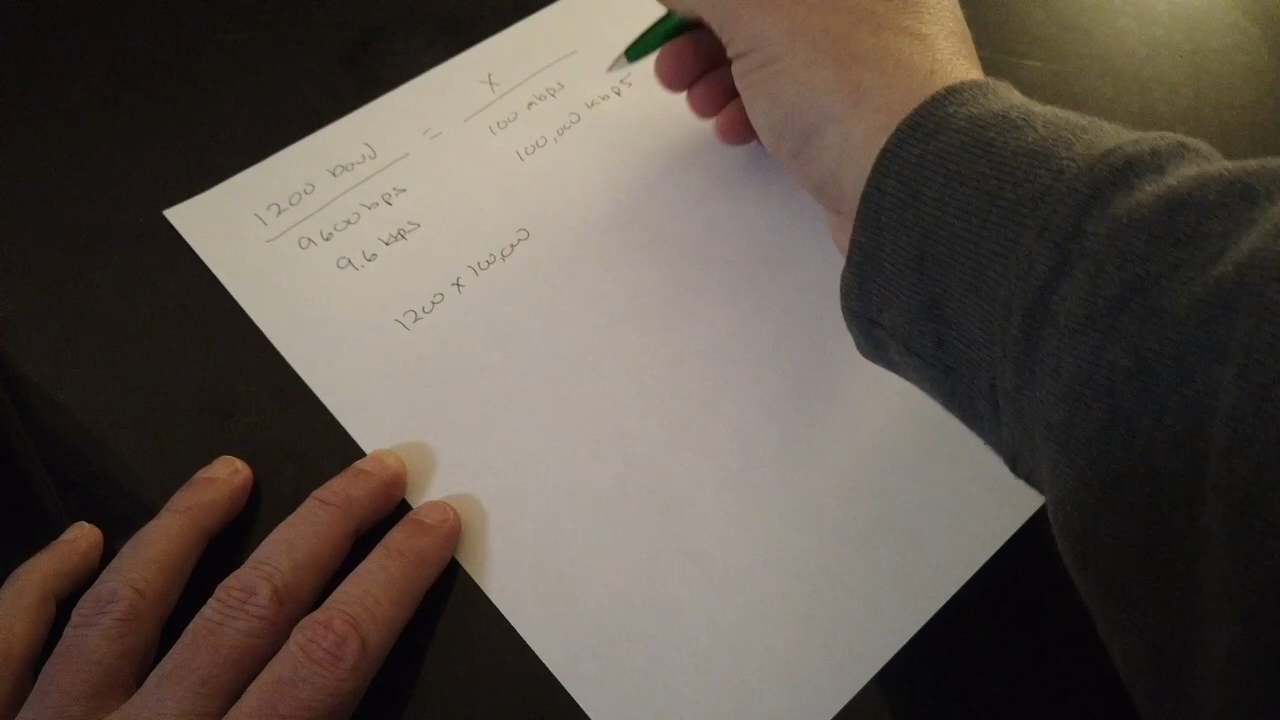 1200 baud = X
9600 bps 100 mbps
9.6 kbps 100,000 kbps
1200 x 100,000